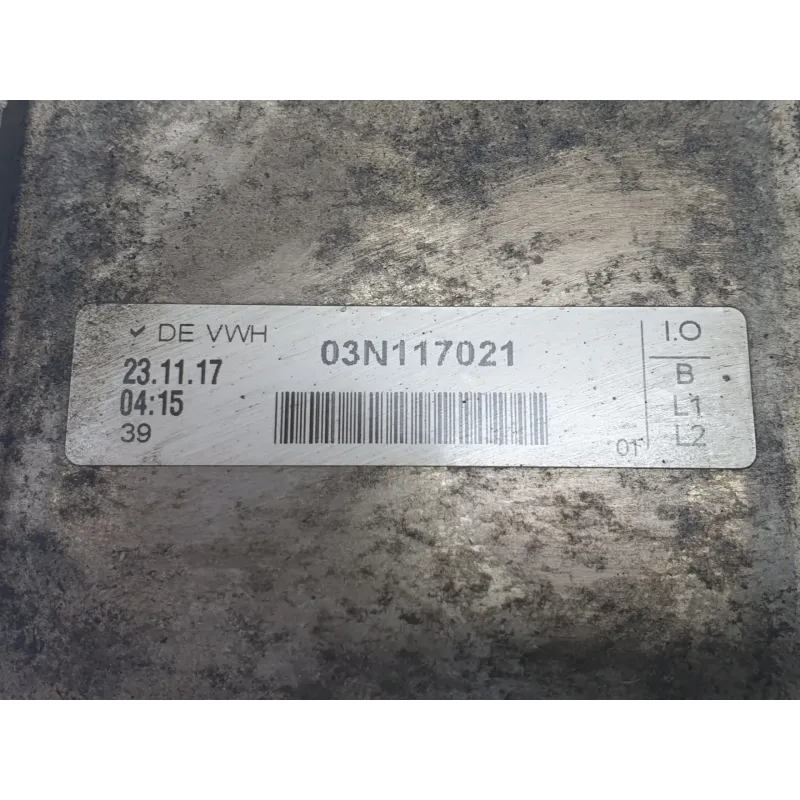 DE VWH
23.11.17
04:15
39
03N117021
01
I.O
B
L1
L2